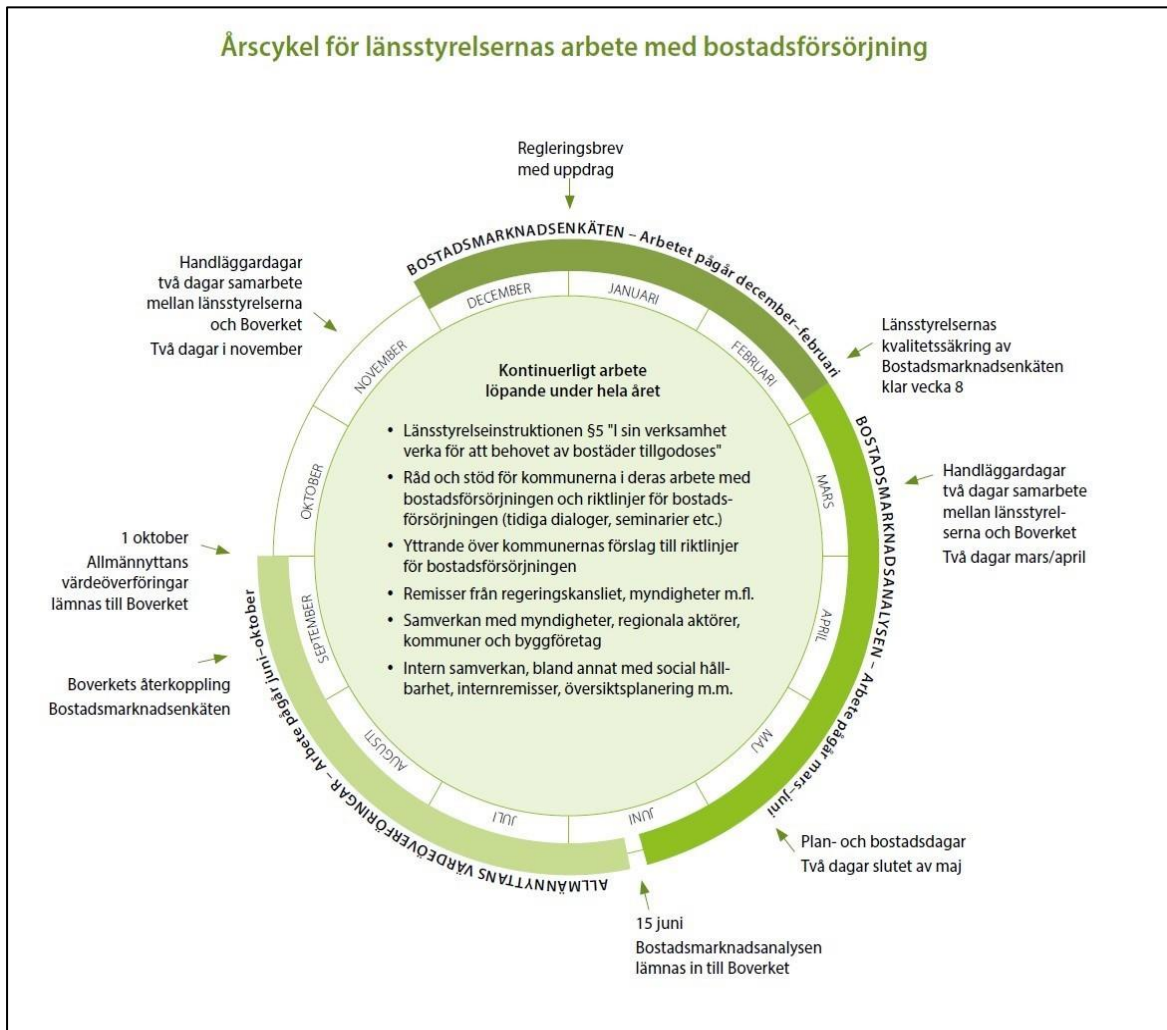 Årscykel för länsstyrelsernas arbete med bostadsförsörjning
Regleringsbrev
med uppdrag
BOSTADSMARKNADSENKÄTEN – Arbetet pågår december–februari
Länsstyrelsernas
kvalitetssäkring av
Bostadsmarknadsenkäten
klar vecka 8
BOSTADSMARKNADSANALYSEN – Arbete pågår mars–juni
Handläggardagar
två dagar samarbete
mellan länsstyrel-
serna och Boverket
Två dagar mars/april
Plan- och bostadsdagar
Två dagar slutet av maj
15 juni
Bostadsmarknadsanalysen
lämnas in till Boverket
ALLMÄNNYTTANS VÄRDEÖVERFÖRINGAR – Arbete pågår juni–oktober
Boverkets återkoppling
Bostadsmarknadsenkäten
1 oktober
Allmännyttans
värdeöverföringar
lämnas till Boverket
Handläggardagar
två dagar samarbete
mellan länsstyrelserna
och Boverket
Två dagar i november
JANUARI
FEBRUARI
MARS
APRIL
MAJ
JUNI
JULI
AUGUSTI
SEPTEMBER
OKTOBER
NOVEMBER
DECEMBER
Kontinuerligt arbete
löpande under hela året
• Länsstyrelseinstruktionen §5 "I sin verksamhet
verka för att behovet av bostäder tillgodoses"
• Råd och stöd för kommunerna i deras arbete med
bostadsförsörjningen och riktlinjer för bostads-
försörjningen (tidiga dialoger, seminarier etc.)
• Yttrande över kommunernas förslag till riktlinjer
för bostadsförsörjningen
• Remisser från regeringskansliet, myndigheter m.fl.
• Samverkan med myndigheter, regionala aktörer,
kommuner och byggföretag
• Intern samverkan, bland annat med social håll-
barhet, internremisser, översiktsplanering m.m.